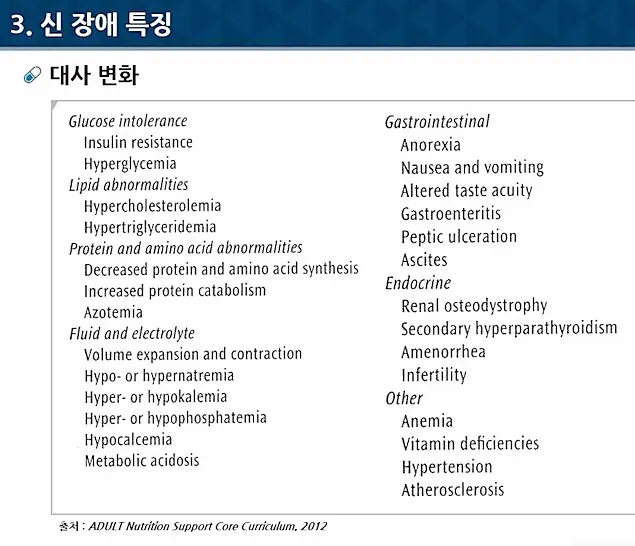 3. 신 장애 특징
대사 변화
Glucose intolerance
Insulin resistance
Hyperglycemia
Lipid abnormalities
Hypercholesterolemia
Hypertriglyceridemia
Protein and amino acid abnormalities
Decreased protein and amino acid synthesis
Increased protein catabolism
Azotemia
Fluid and electrolyte
Volume expansion and contraction
Hypo- or hypernatremia
Hyper- or hypokalemia
Hyper- or hypophosphatemia
Hypocalcemia
Metabolic acidosis
Gastrointestinal
Anorexia
Nausea and vomiting
Altered taste acuity
Gastroenteritis
Peptic ulceration
Ascites
Endocrine
Renal osteodystrophy
Secondary hyperparathyroidism
Amenorrhea
Infertility
Other
Anemia
Vitamin deficiencies
Hypertension
Atherosclerosis
출처 : ADULT Nutrition Support Core Curriculum, 2012